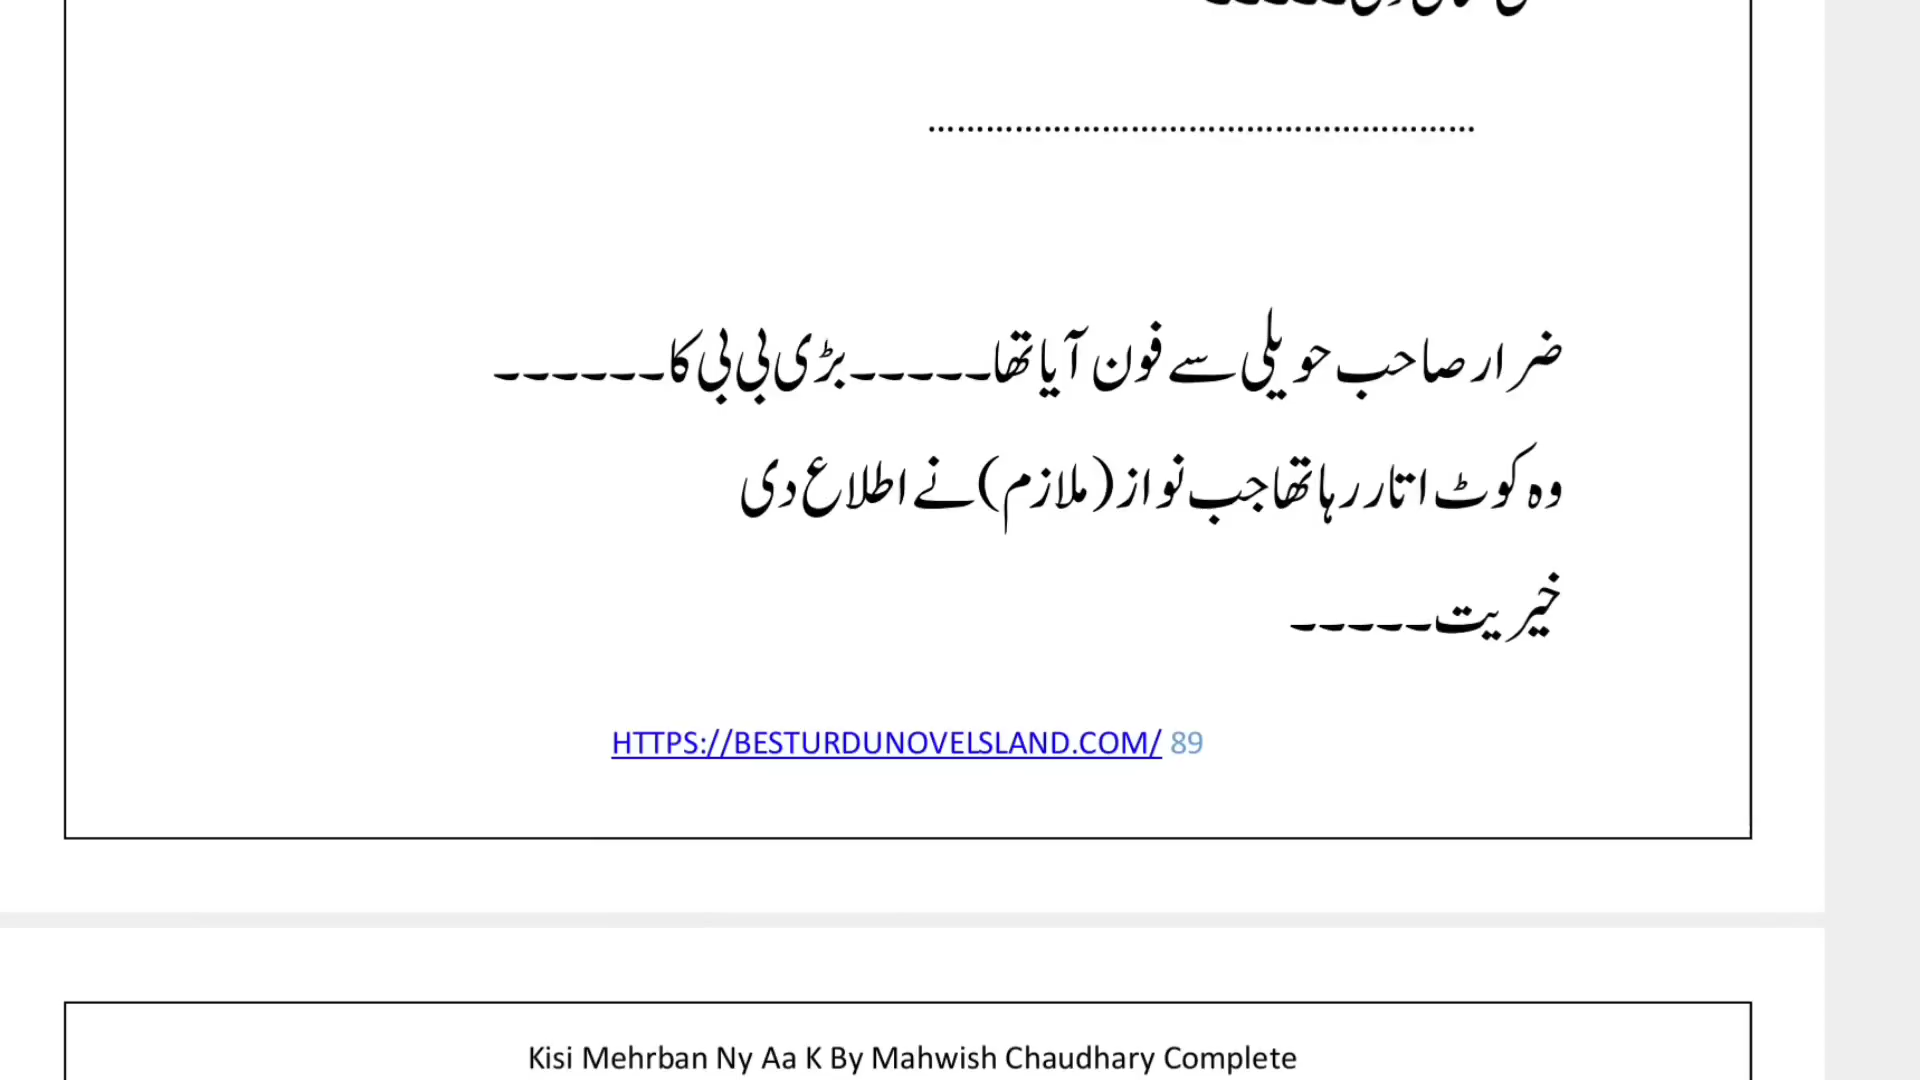 ........................................................
ضرار صاحب حویلی سے فون آیا تھا۔۔۔۔۔بڑی بی بی کا۔۔۔۔۔۔
وہ کوٹ اتار رہا تھا جب نواز (ملازم) نے اطلاع دی
خیریت۔۔۔۔۔
HTTPS://BESTURDUNOVELSLAND.COM/ 89
Kisi Mehrban Ny Aa K By Mahwish Chaudhary Complete